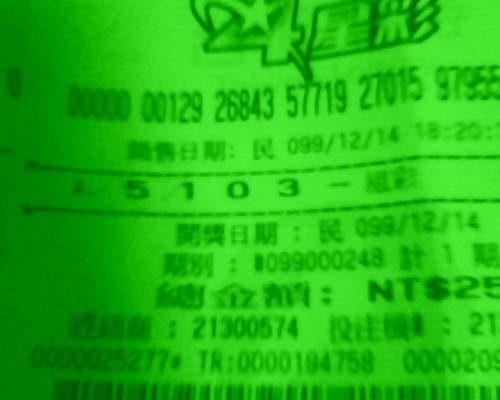 4星彩
00000 00129 26843 57719 27015 97955
銷售日期: 民 099/12/14 18:20:
5 1 0 3 - 組彩
開獎日期 : 民 099/12/14
期別 : #099000248 計 1 期
總金額: NT$25
經銷商 : 21300574 投注機# : 21
0000025277# TR:0000194758 0000209